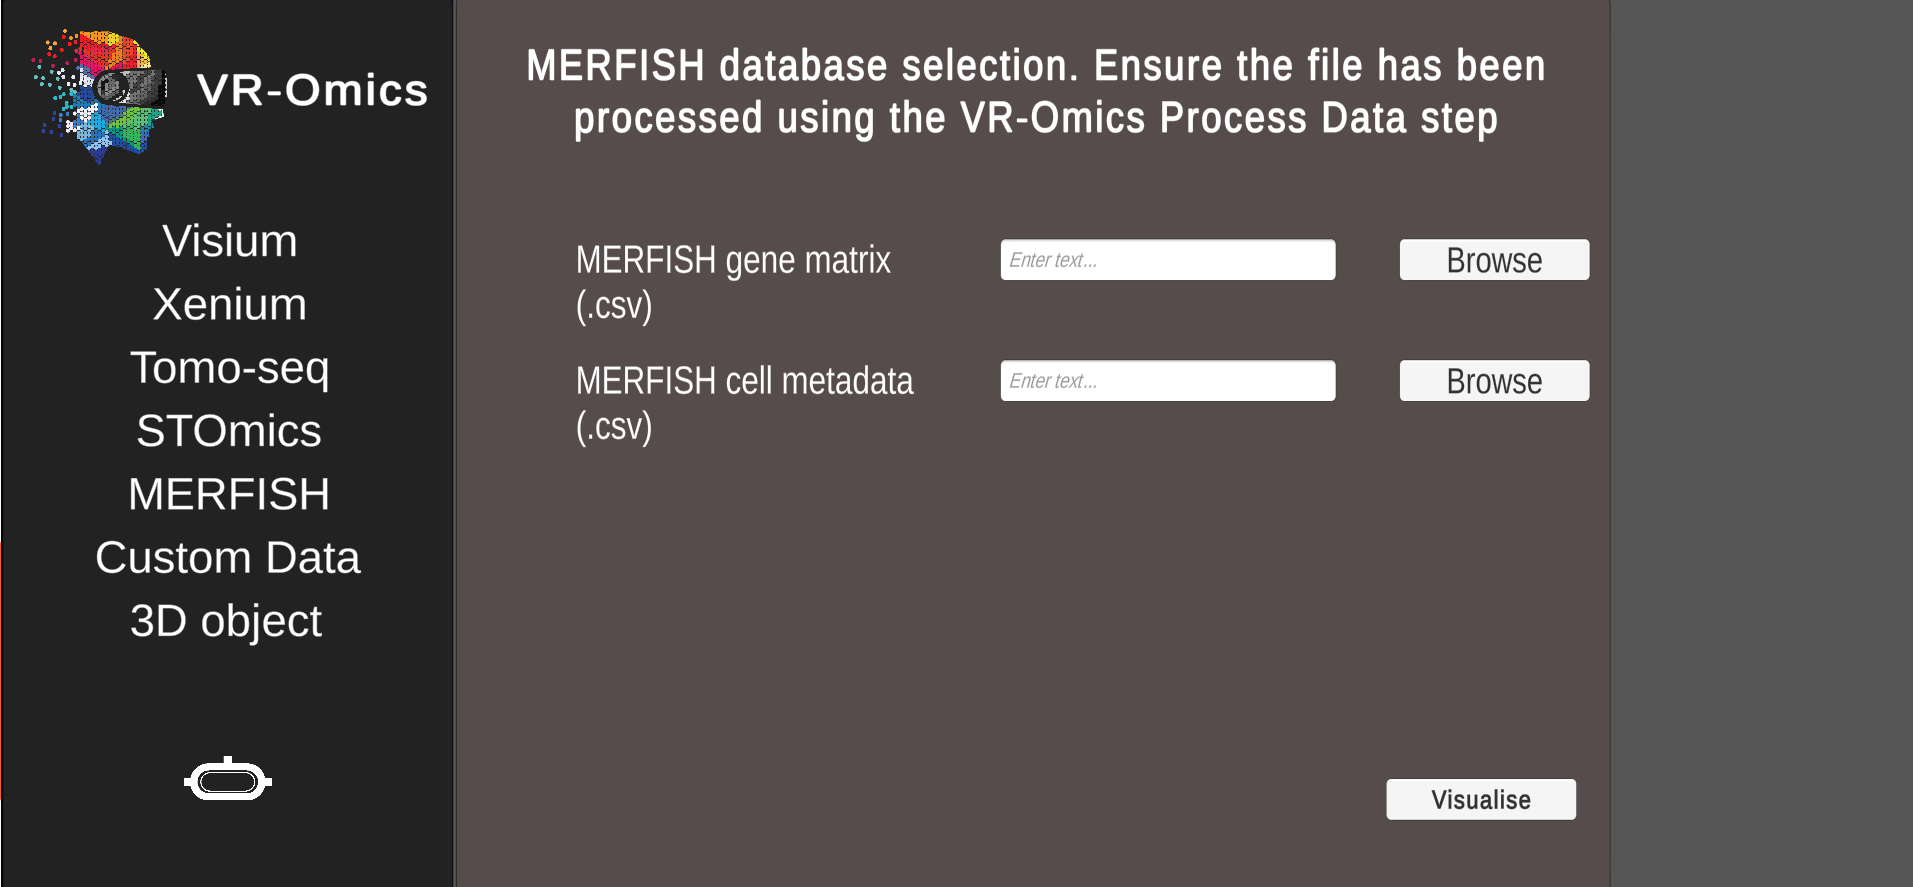 VR-Omics
Visium
Xenium
Tomo-seq
STOmics
MERFISH
Custom Data
3D object
MERFISH database selection. Ensure the file has been
processed using the VR-Omics Process Data step
MERFISH gene matrix
(.csv)
Enter text...
Browse
MERFISH cell metadata
(.csv)
Enter text...
Browse
Visualise